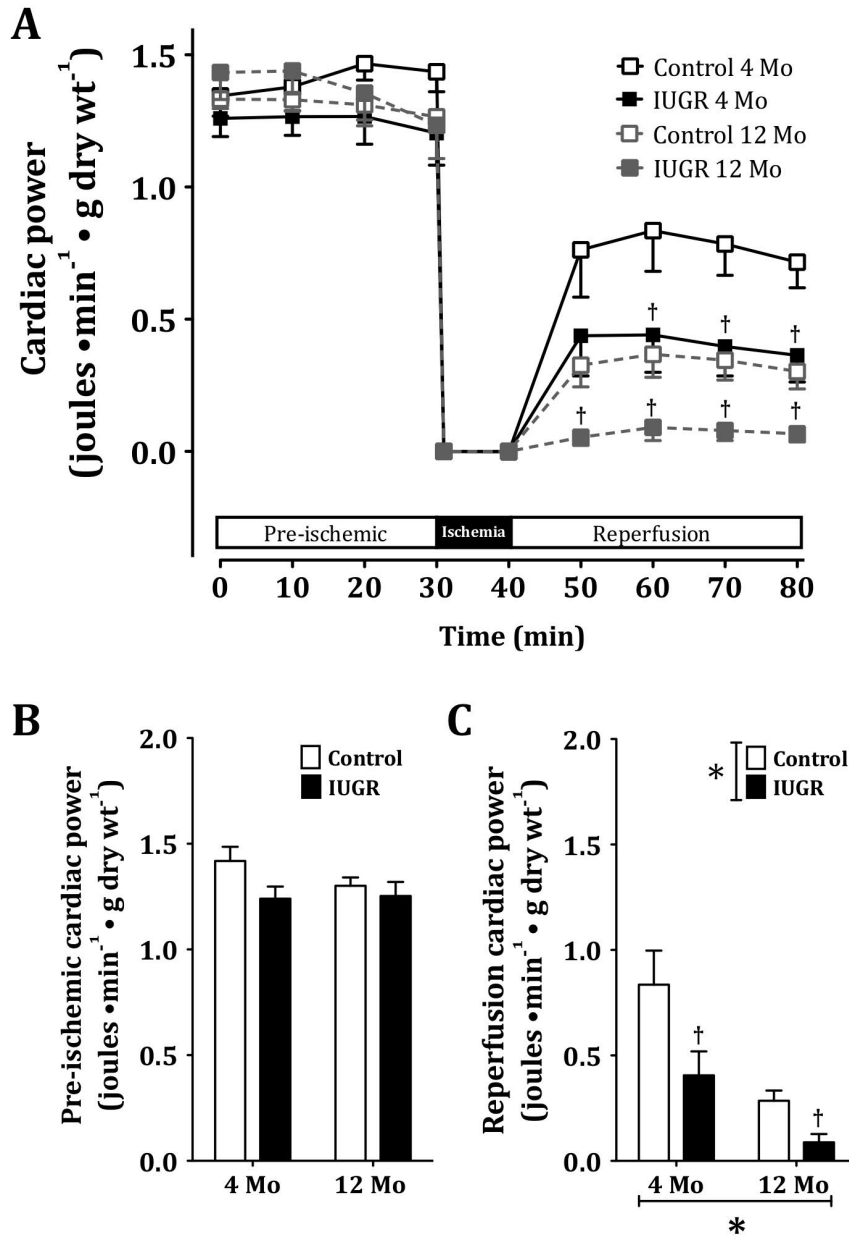 A
Cardiac power
(joules •min⁻¹ • g dry wt⁻¹)
1.5
1.0
0.5
0.0
Control 4 Mo
IUGR 4 Mo
Control 12 Mo
IUGR 12 Mo
† † †
† † † †
Pre-ischemic Ischemia Reperfusion
0 10 20 30 40 50 60 70 80
Time (min)
B
Pre-ischemic cardiac power
(joules •min⁻¹ • g dry wt⁻¹)
2.0
1.5
1.0
0.5
0.0
Control
IUGR
4 Mo 12 Mo
C
Reperfusion cardiac power
(joules •min⁻¹ • g dry wt⁻¹)
2.0
1.5
1.0
0.5
0.0
* Control
IUGR
†
†
4 Mo 12 Mo
*